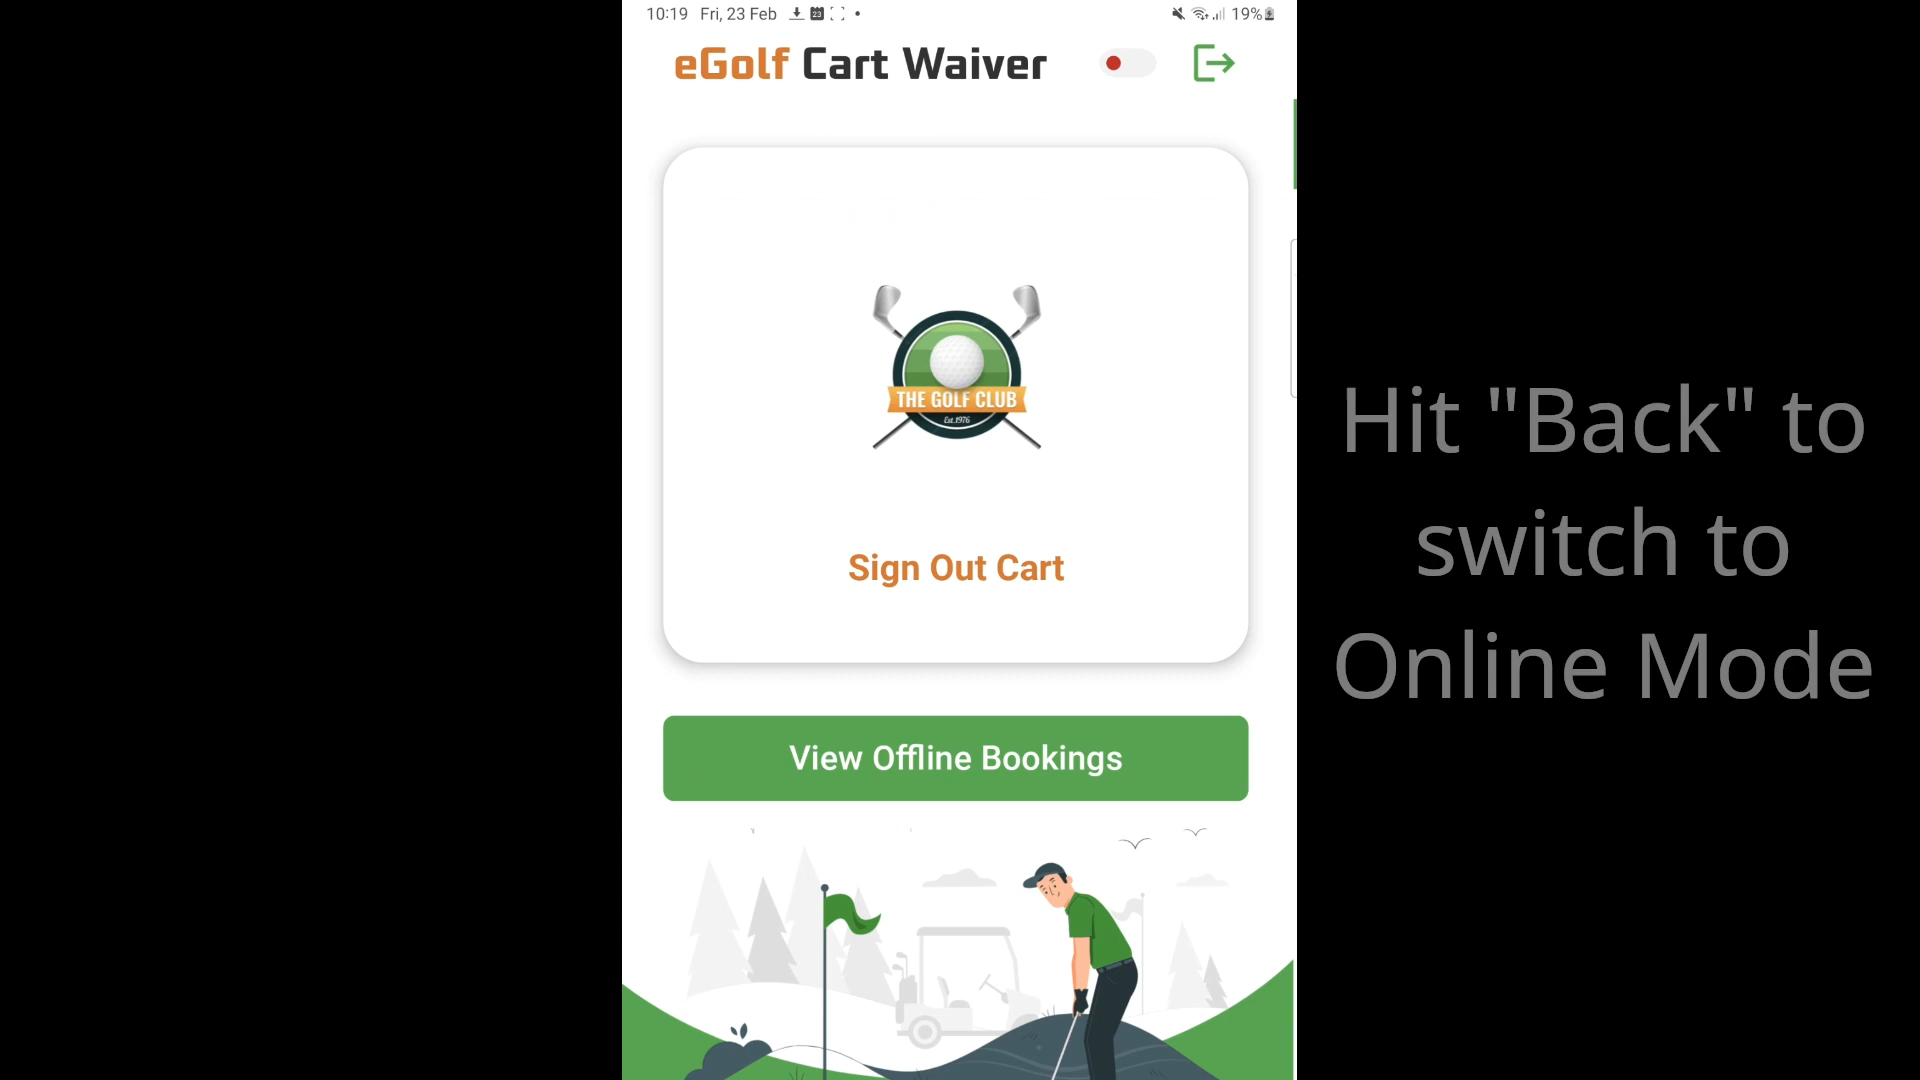 10:19 Fri, 23 Feb 23 19%
eGolf Cart Waiver
THE GOLF CLUB
Est.1976
Sign Out Cart
View Offline Bookings
Hit "Back" to
switch to
Online Mode